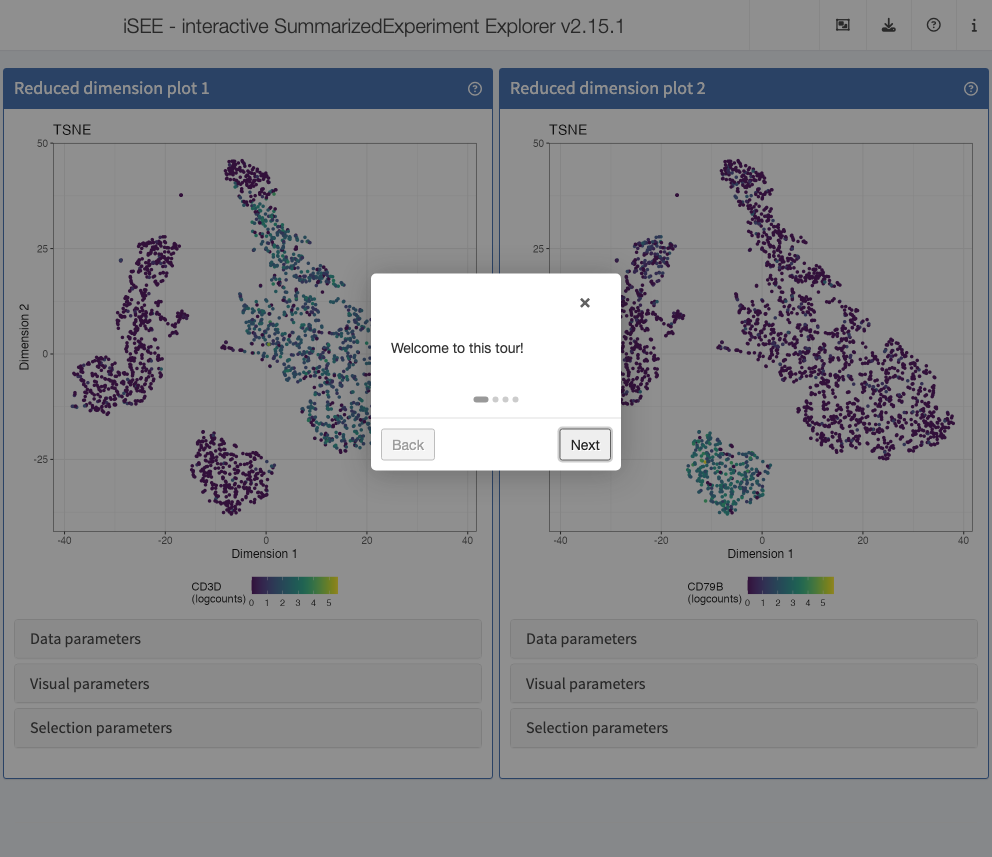 iSEE - interactive SummarizedExperiment Explorer v2.15.1
Reduced dimension plot 1
TSNE
50
25
0
-25
Dimension 2
-40 -20 0 20 40
Dimension 1
CD3D
(logcounts)
0 1 2 3 4 5
Data parameters
Visual parameters
Selection parameters
Reduced dimension plot 2
TSNE
50
25
-40 -20 0 20 40
Dimension 1
CD79B
(logcounts)
0 1 2 3 4 5
Data parameters
Visual parameters
Selection parameters
×
Welcome to this tour!
Back
Next